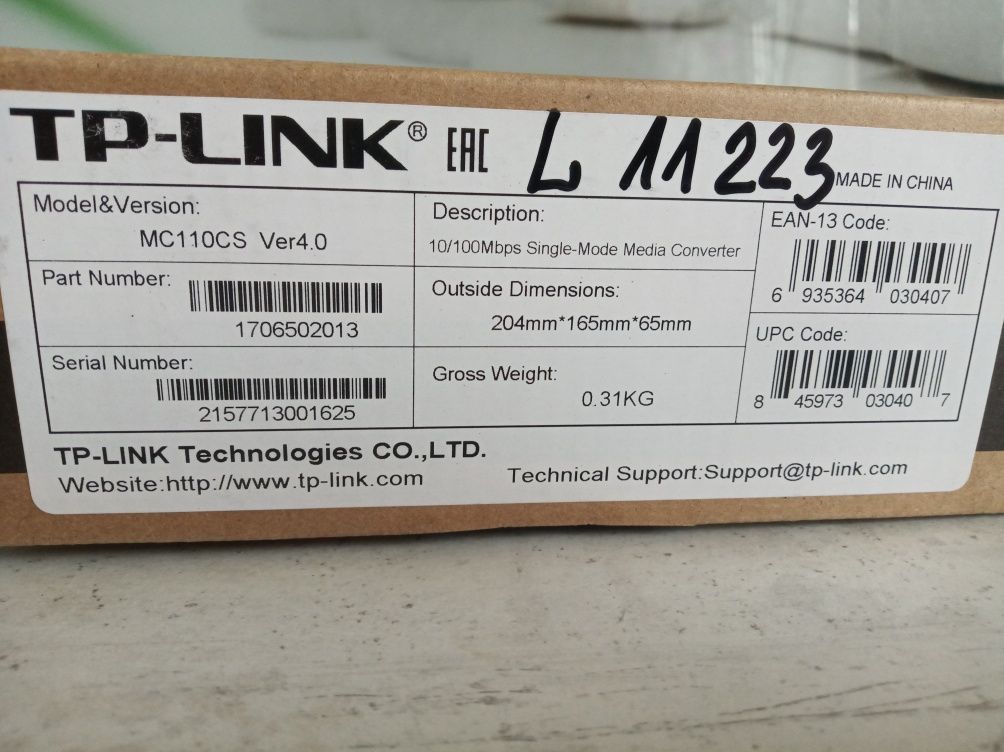 TP-LINK® EAC L 11 223 MADE IN CHINA
Model&Version:
MC110CS Ver4.0
Description:
10/100Mbps Single-Mode Media Converter
EAN-13 Code:
6 935364 030407
Part Number:
1706502013
Outside Dimensions:
204mm*165mm*65mm
UPC Code:
8 45973 03040 7
Serial Number:
2157713001625
Gross Weight:
0.31KG
TP-LINK Technologies CO.,LTD.
Website:http://www.tp-link.com
Technical Support:Support@tp-link.com